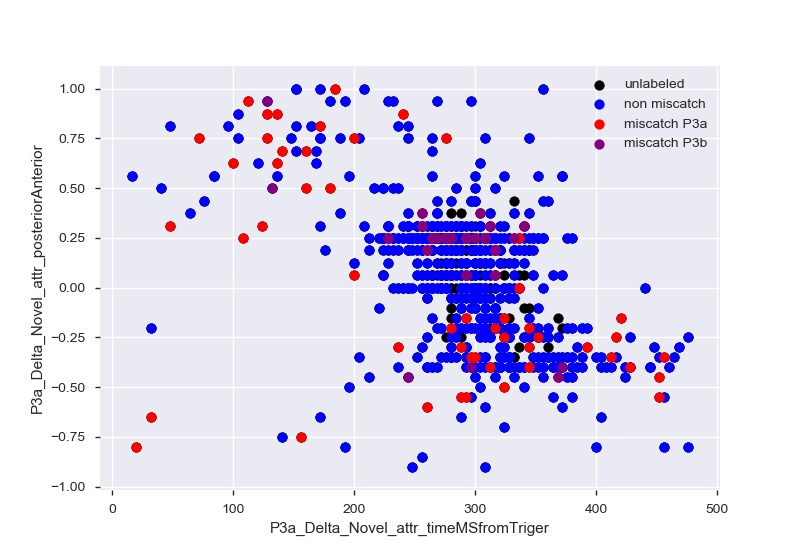 unlabeled
non miscatch
miscatch P3a
miscatch P3b
1.00
0.75
0.50
0.25
0.00
−0.25
−0.50
−0.75
−1.00
P3a_Delta_Novel_attr_posteriorAnterior
0
100
200
300
400
500
P3a_Delta_Novel_attr_timeMSfromTriger